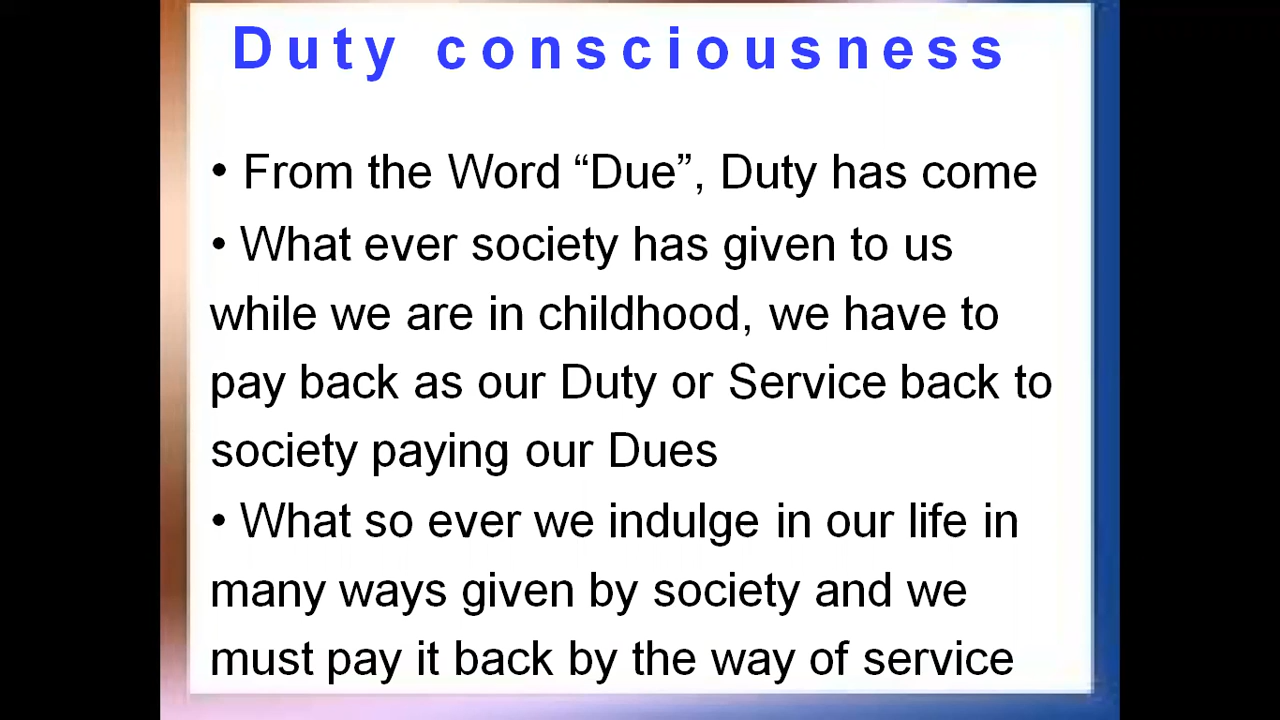 Duty consciousness
• From the Word “Due”, Duty has come
• What ever society has given to us
while we are in childhood, we have to
pay back as our Duty or Service back to
society paying our Dues
• What so ever we indulge in our life in
many ways given by society and we
must pay it back by the way of service